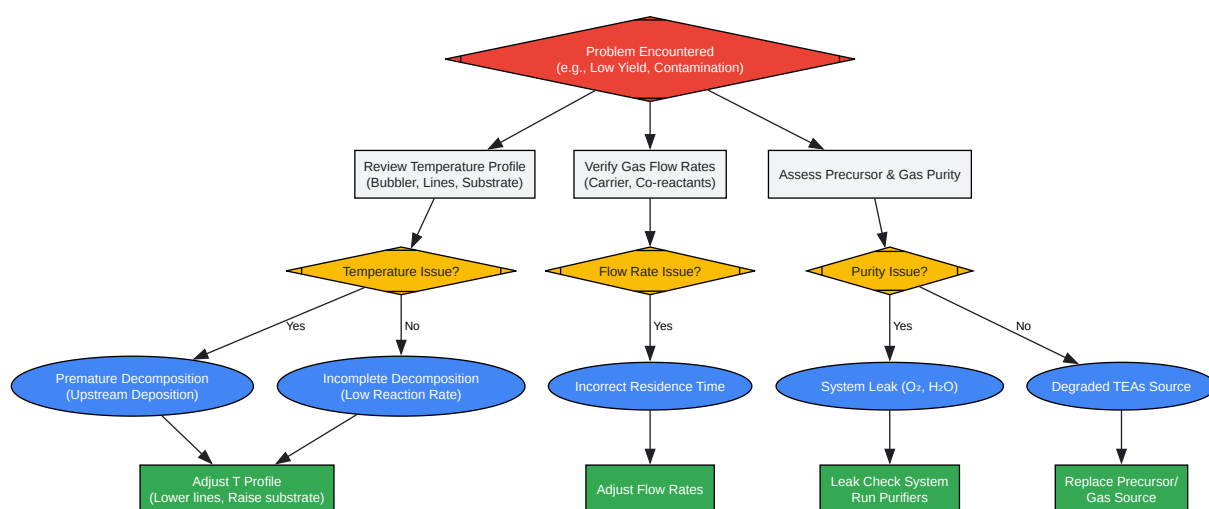 Problem Encountered
(e.g., Low Yield, Contamination)
Review Temperature Profile
(Bubbler, Lines, Substrate)
Verify Gas Flow Rates
(Carrier, Co-reactants)
Assess Precursor & Gas Purity
Temperature Issue?
Flow Rate Issue?
Purity Issue?
Yes
No
Yes
Yes
No
Premature Decomposition
(Upstream Deposition)
Incomplete Decomposition
(Low Reaction Rate)
Incorrect Residence Time
System Leak (O₂, H₂O)
Degraded TEAs Source
Adjust T Profile
(Lower lines, Raise substrate)
Adjust Flow Rates
Leak Check System
Run Purifiers
Replace Precursor/
Gas Source